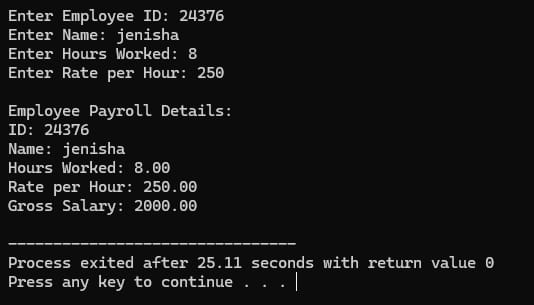 Enter Employee ID: 24376
Enter Name: jenisha
Enter Hours Worked: 8
Enter Rate per Hour: 250

Employee Payroll Details:
ID: 24376
Name: jenisha
Hours Worked: 8.00
Rate per Hour: 250.00
Gross Salary: 2000.00

--------------------------------
Process exited after 25.11 seconds with return value 0
Press any key to continue . . .